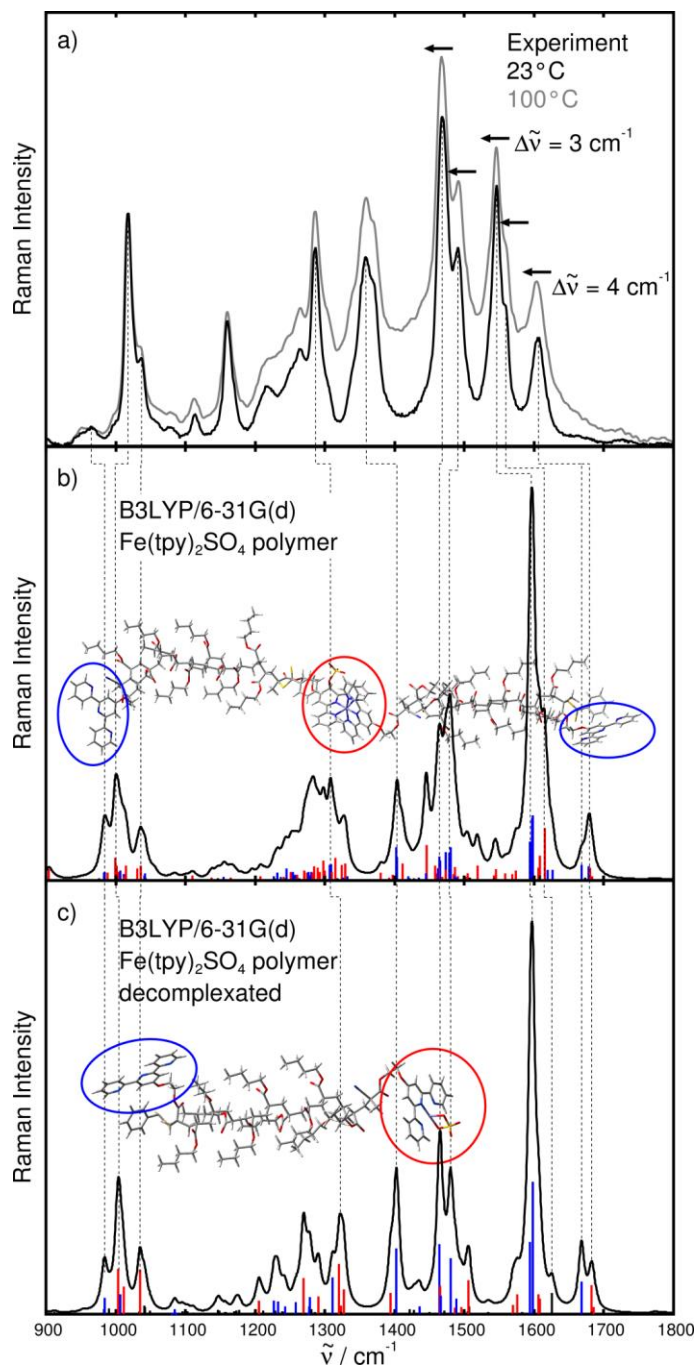 a)
Experiment
23°C
100°C
Δν̃ = 3 cm⁻¹
Δν̃ = 4 cm⁻¹
Raman Intensity
b)
B3LYP/6-31G(d)
Fe(tpy)₂SO₄ polymer
Raman Intensity
c)
B3LYP/6-31G(d)
Fe(tpy)₂SO₄ polymer
decomplexated
Raman Intensity
900 1000 1100 1200 1300 1400 1500 1600 1700 1800
ν̃ / cm⁻¹